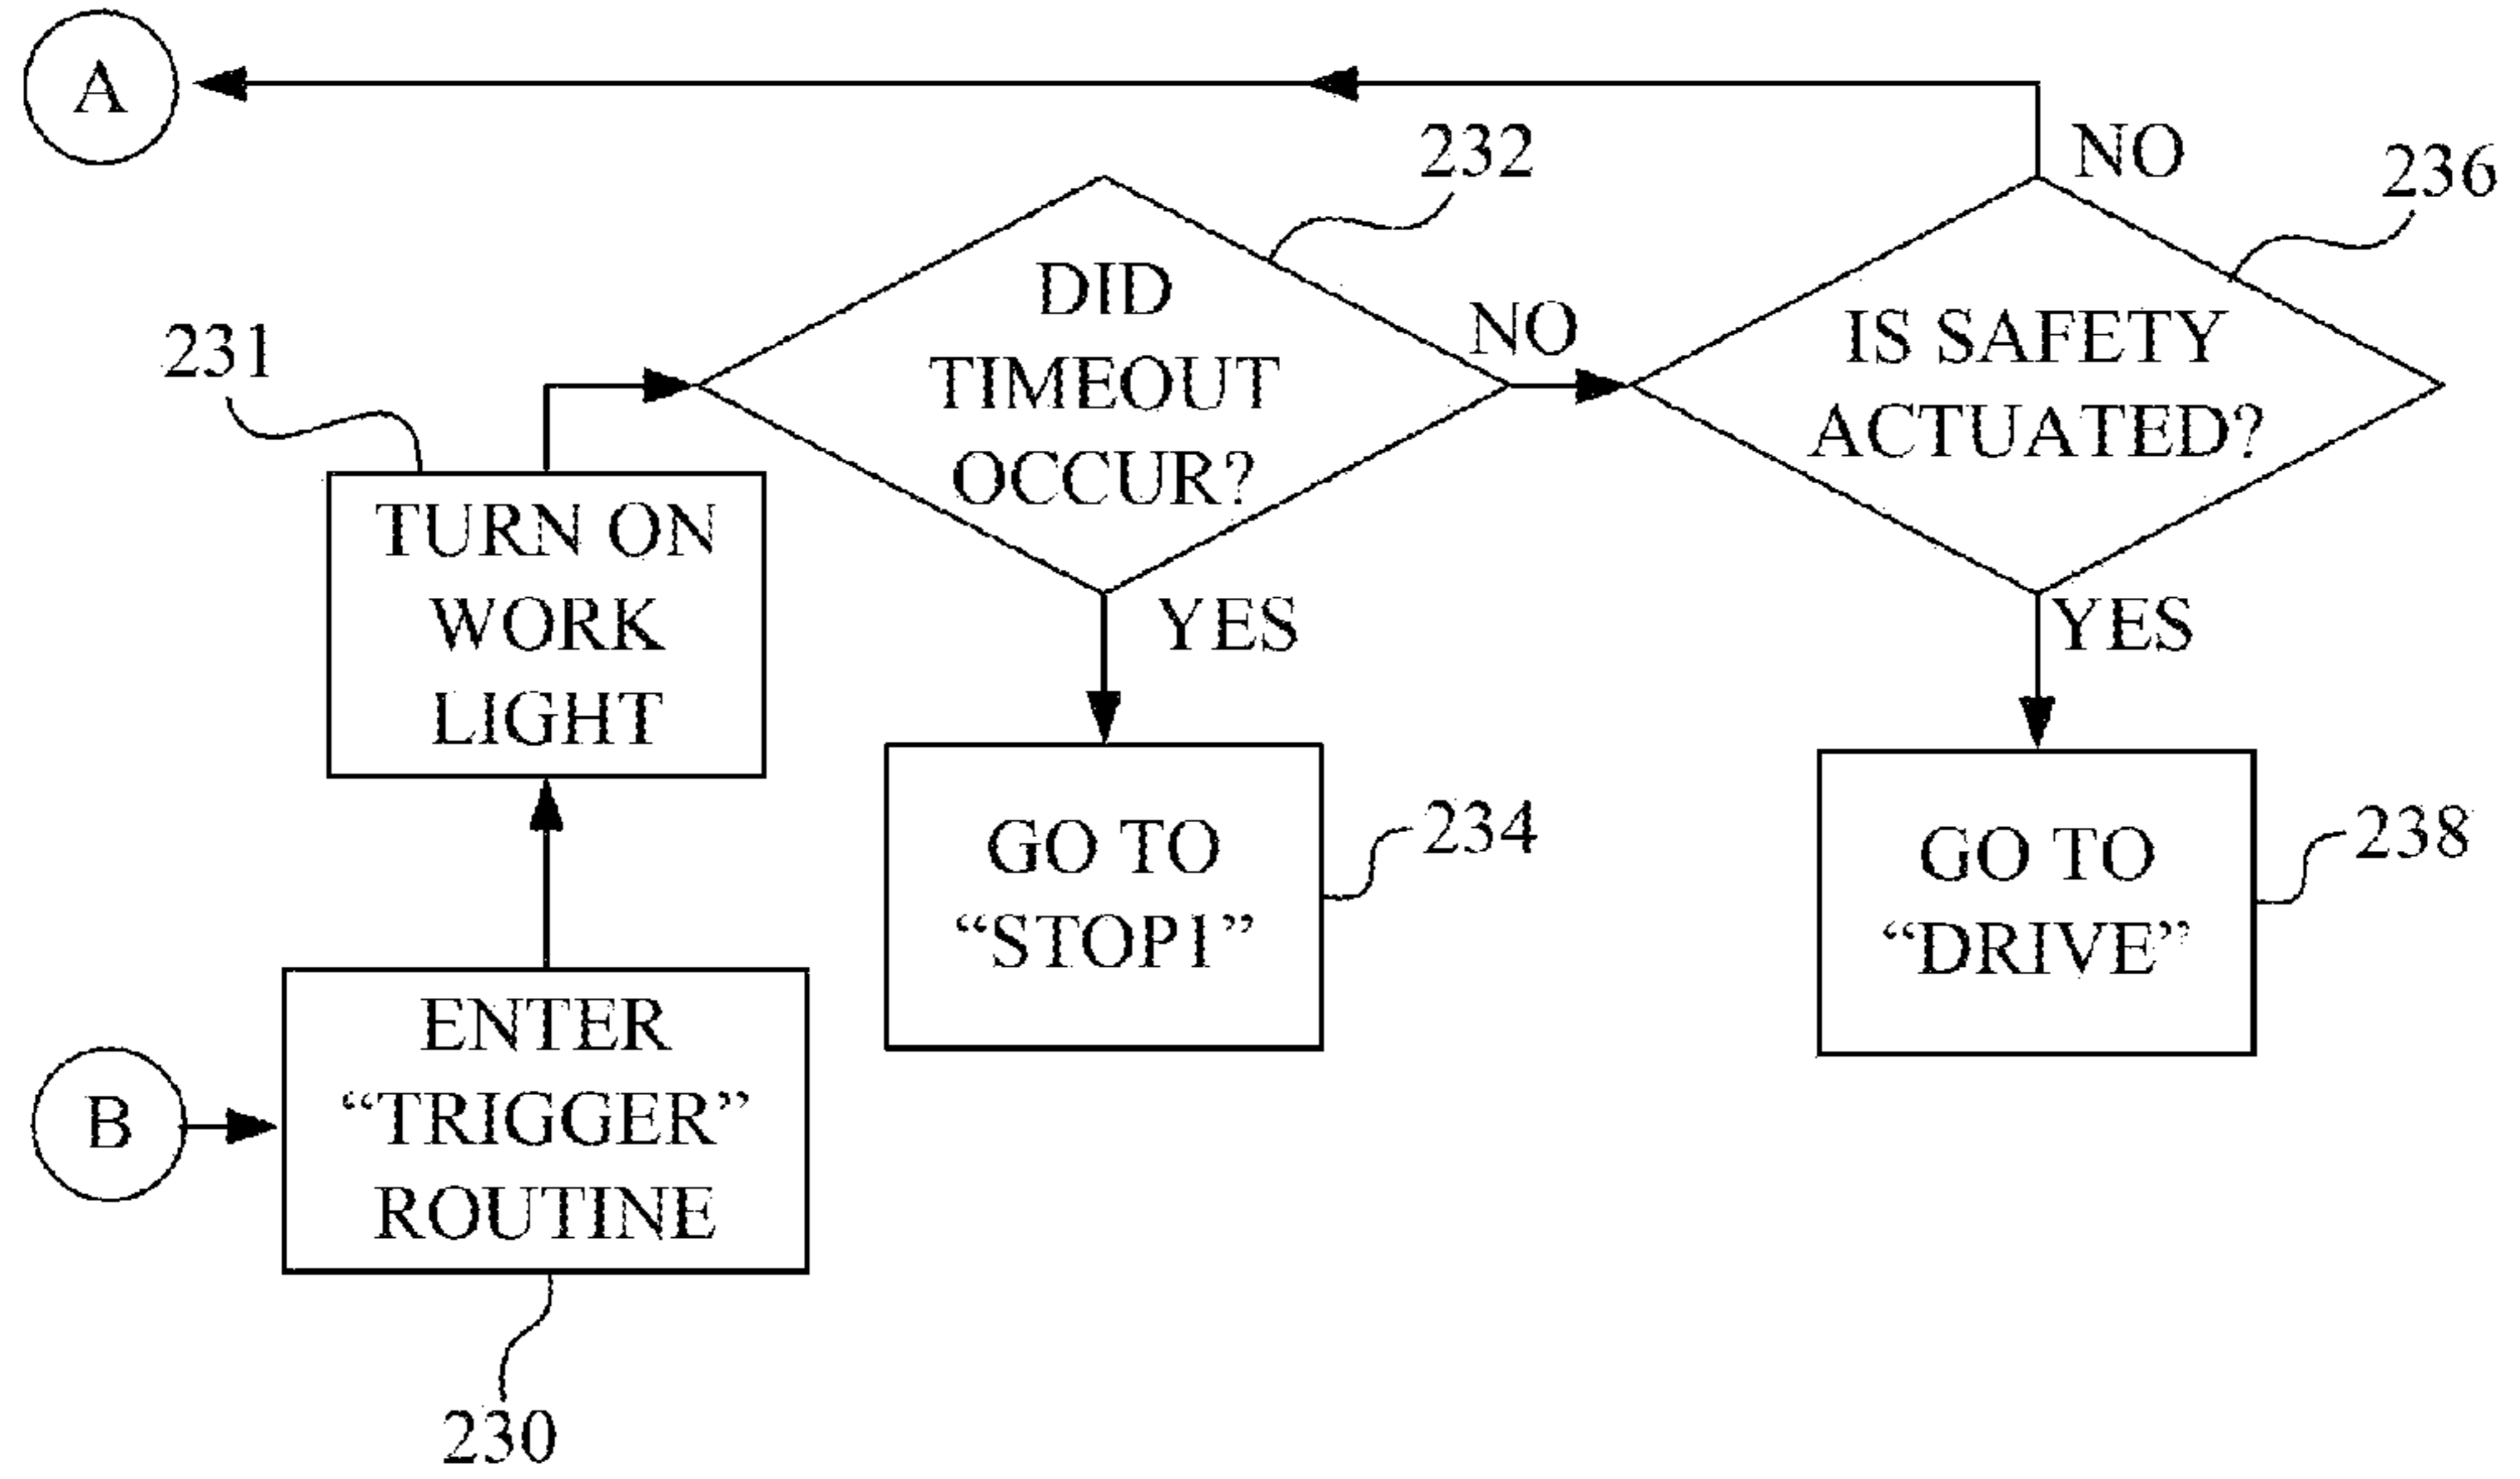 A
NO
232
236
DID
TIMEOUT
OCCUR?
NO
IS SAFETY
ACTUATED?
231
TURN ON
WORK
LIGHT
YES
YES
GO TO
“STOP1”
234
GO TO
“DRIVE”
238
B
ENTER
“TRIGGER”
ROUTINE
230